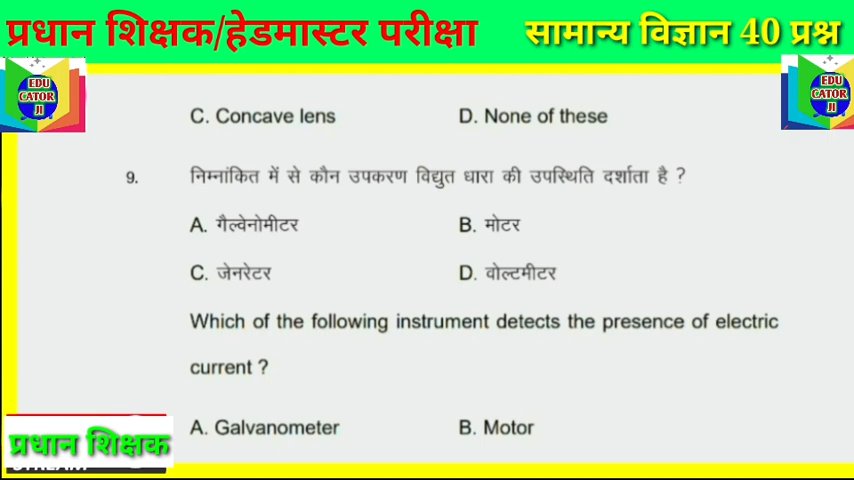 प्रधान शिक्षक/हेडमास्टर परीक्षा सामान्य विज्ञान 40 प्रश्न
EDU
CATOR
JI
EDU
CATOR
JI
C. Concave lens D. None of these
9. निम्नांकित में से कौन उपकरण विद्युत धारा की उपस्थिति दर्शाता है ?
A. गैल्वेनोमीटर B. मोटर
C. जेनरेटर D. वोल्टमीटर
Which of the following instrument detects the presence of electric
current ?
A. Galvanometer B. Motor
प्रधान शिक्षक